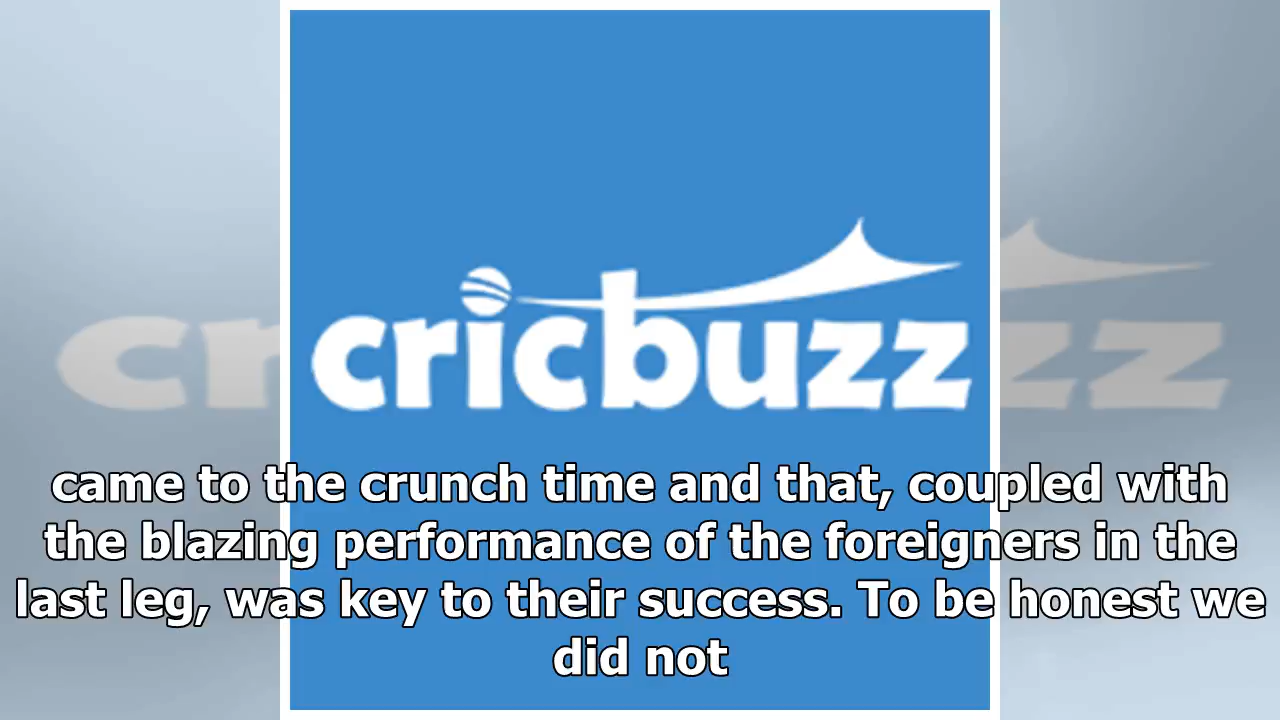 cricbuzz
came to the crunch time and that, coupled with
the blazing performance of the foreigners in the
last leg, was key to their success. To be honest we
did not